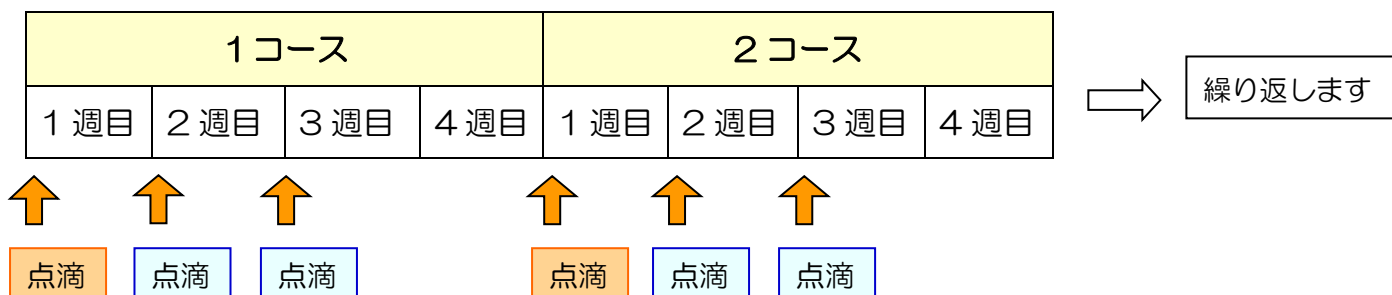 １コース ２コース
１週目 ２週目 ３週目 ４週目 １週目 ２週目 ３週目 ４週目
繰り返します
点滴 点滴 点滴 点滴 点滴 点滴